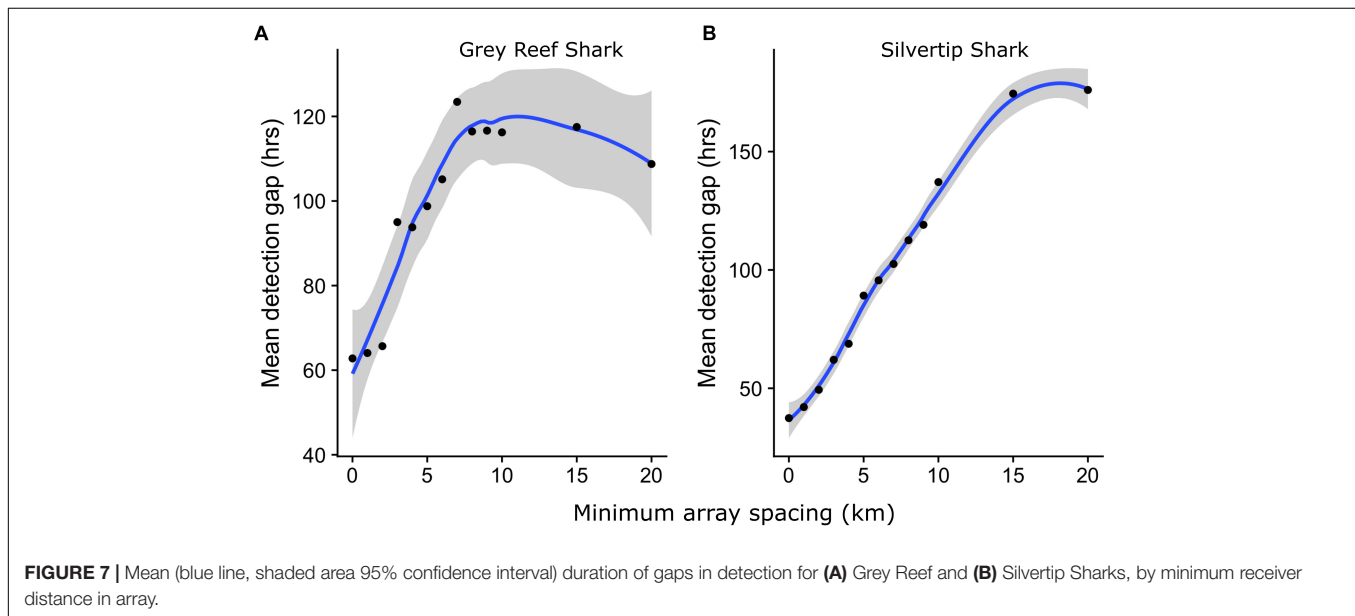 A
Grey Reef Shark
B
Silvertip Shark
Mean detection gap (hrs)
120
100
80
60
40
0 5 10 15 20
Mean detection gap (hrs)
150
100
50
0 5 10 15 20
Minimum array spacing (km)
FIGURE 7 | Mean (blue line, shaded area 95% confidence interval) duration of gaps in detection for (A) Grey Reef and (B) Silvertip Sharks, by minimum receiver
distance in array.